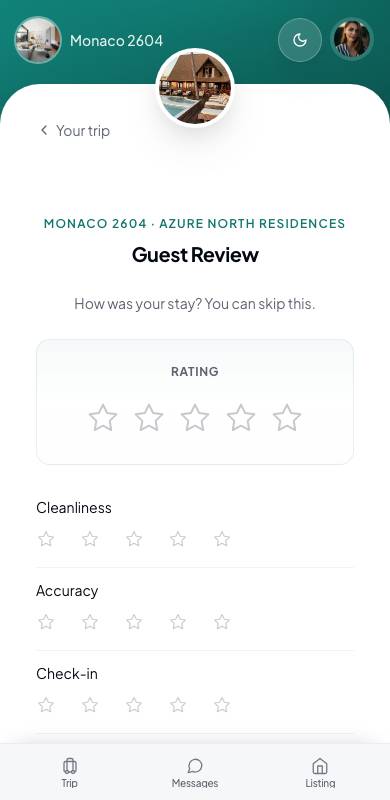 Monaco 2604
Your trip
MONACO 2604 · AZURE NORTH RESIDENCES
Guest Review
How was your stay? You can skip this.
RATING
Cleanliness
Accuracy
Check-in
Trip
Messages
Listing